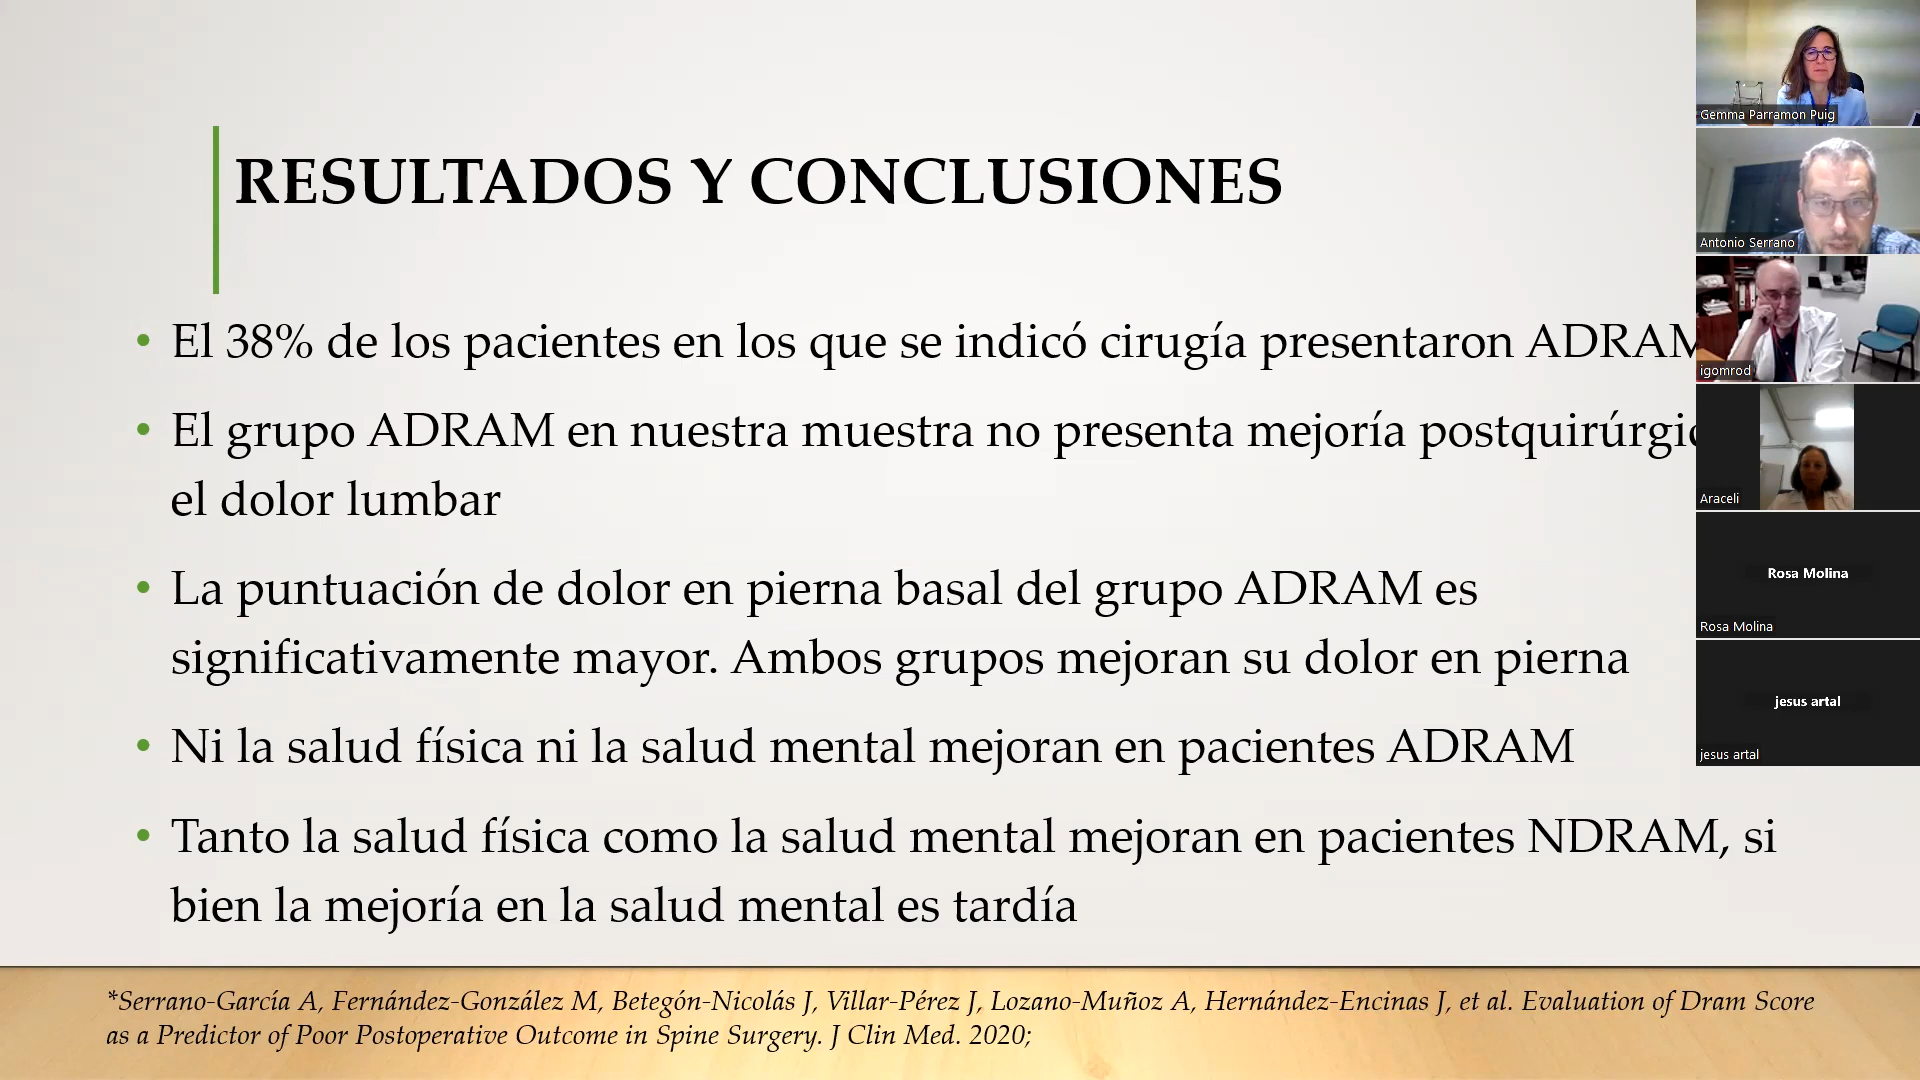 RESULTADOS Y CONCLUSIONES
• El 38% de los pacientes en los que se indicó cirugía presentaron ADRAM
• El grupo ADRAM en nuestra muestra no presenta mejoría
el dolor lumbar
• La puntuación de dolor en pierna basal del grupo ADRAM es
significativamente mayor. Ambos grupos mejoran su dolor en pierna
• Ni la salud física ni la salud mental mejoran en pacientes ADRAM
• Tanto la salud física como la salud mental mejoran en pacientes NDRAM, si
bien la mejoría en la salud mental es tardía
*Serrano-García A, Fernández-González M, Betegón-Nicolás J, Villar-Pérez J, Lozano-Muñoz A, Hernández-Encinas J, et al. Evaluation of Dram Score
as a Predictor of Poor Postoperative Outcome in Spine Surgery. J Clin Med. 2020;
Gemma Parramon Puig
Antonio Serrano
igomrod
Araceli
Rosa Molina
Rosa Molina
jesus artal
jesus artal